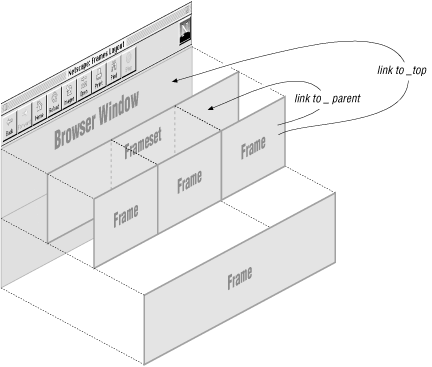 Netscape: Frames Layout
Back
Home
Reload
Images
Open
Print
Find
Stop
Browser Window
Frameset
Frame
Frame
Frame
Frame
link to _top
link to _ parent